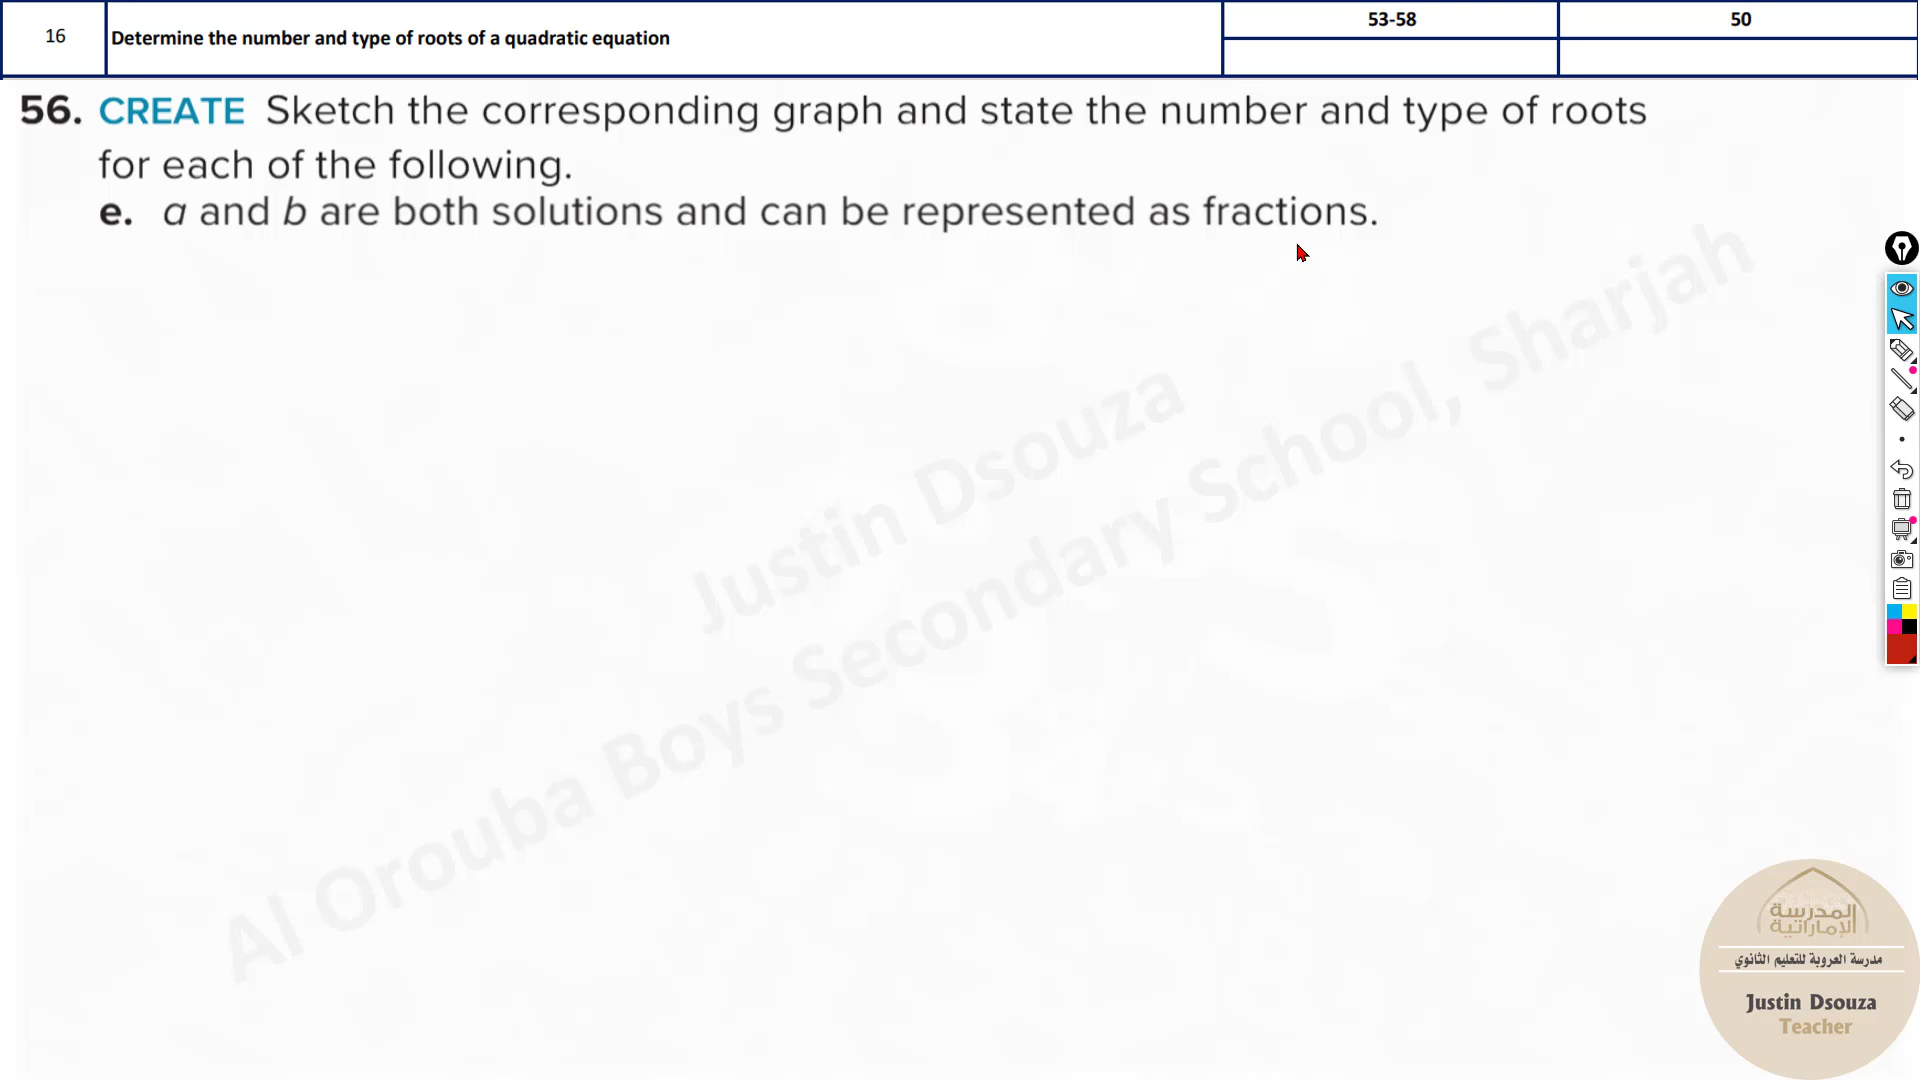 16
Determine the number and type of roots of a quadratic equation
53-58
50
56. CREATE Sketch the corresponding graph and state the number and type of roots
for each of the following.
e. a and b are both solutions and can be represented as fractions.
Justin Dsouza
Al Orouba Boys Secondary School, Sharjah
المدرسة
الإماراتية
مدرسة العروبة للتعليم الثانوي
Justin Dsouza
Teacher